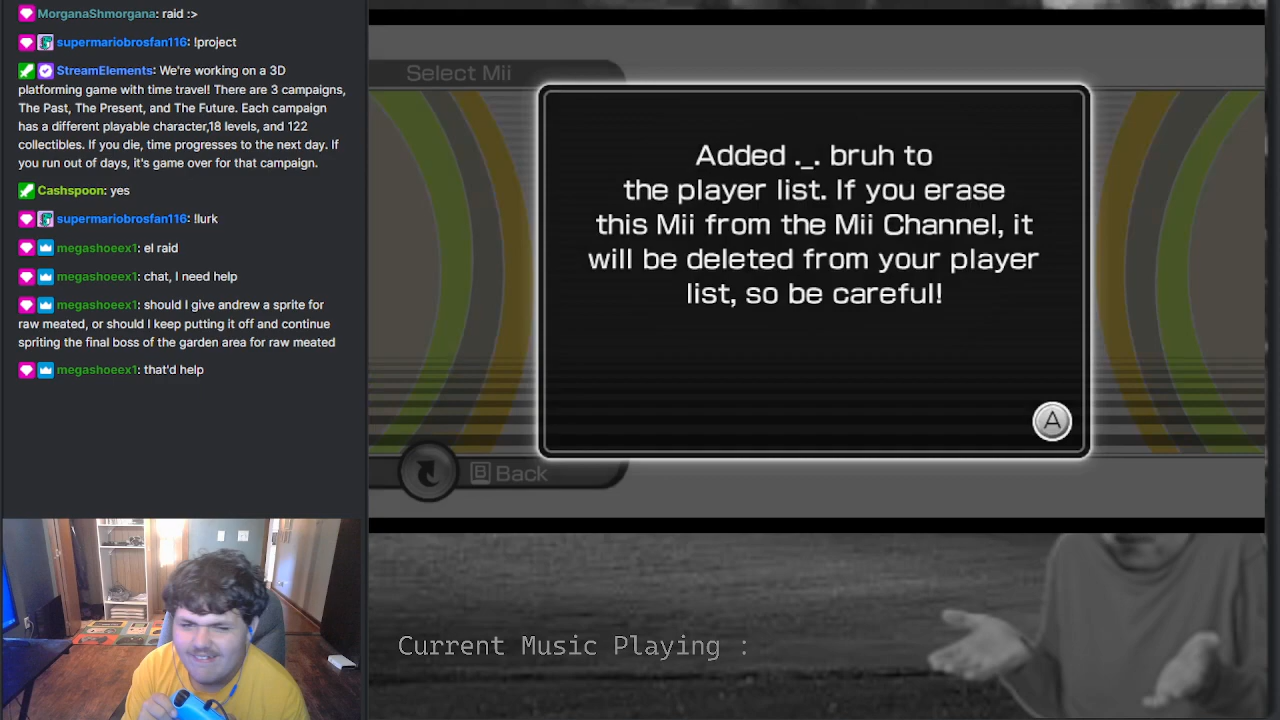 MorganaShmorgana: raid :>
supermariobrosfan116: !project
StreamElements: We're working on a 3D
platforming game with time travel! There are 3 campaigns,
The Past, The Present, and The Future. Each campaign
has a different playable character,18 levels, and 122
collectibles. If you die, time progresses to the next day. If
you run out of days, it's game over for that campaign.
Cashspoon: yes
supermariobrosfan116: !lurk
megashoeex1: el raid
megashoeex1: chat, I need help
megashoeex1: should I give andrew a sprite for
raw meated, or should I keep putting it off and continue
spriting the final boss of the garden area for raw meated
megashoeex1: that'd help
Select Mii
Added ._. bruh to
the player list. If you erase
this Mii from the Mii Channel, it
will be deleted from your player
list, so be careful!
A
B Back
Current Music Playing :